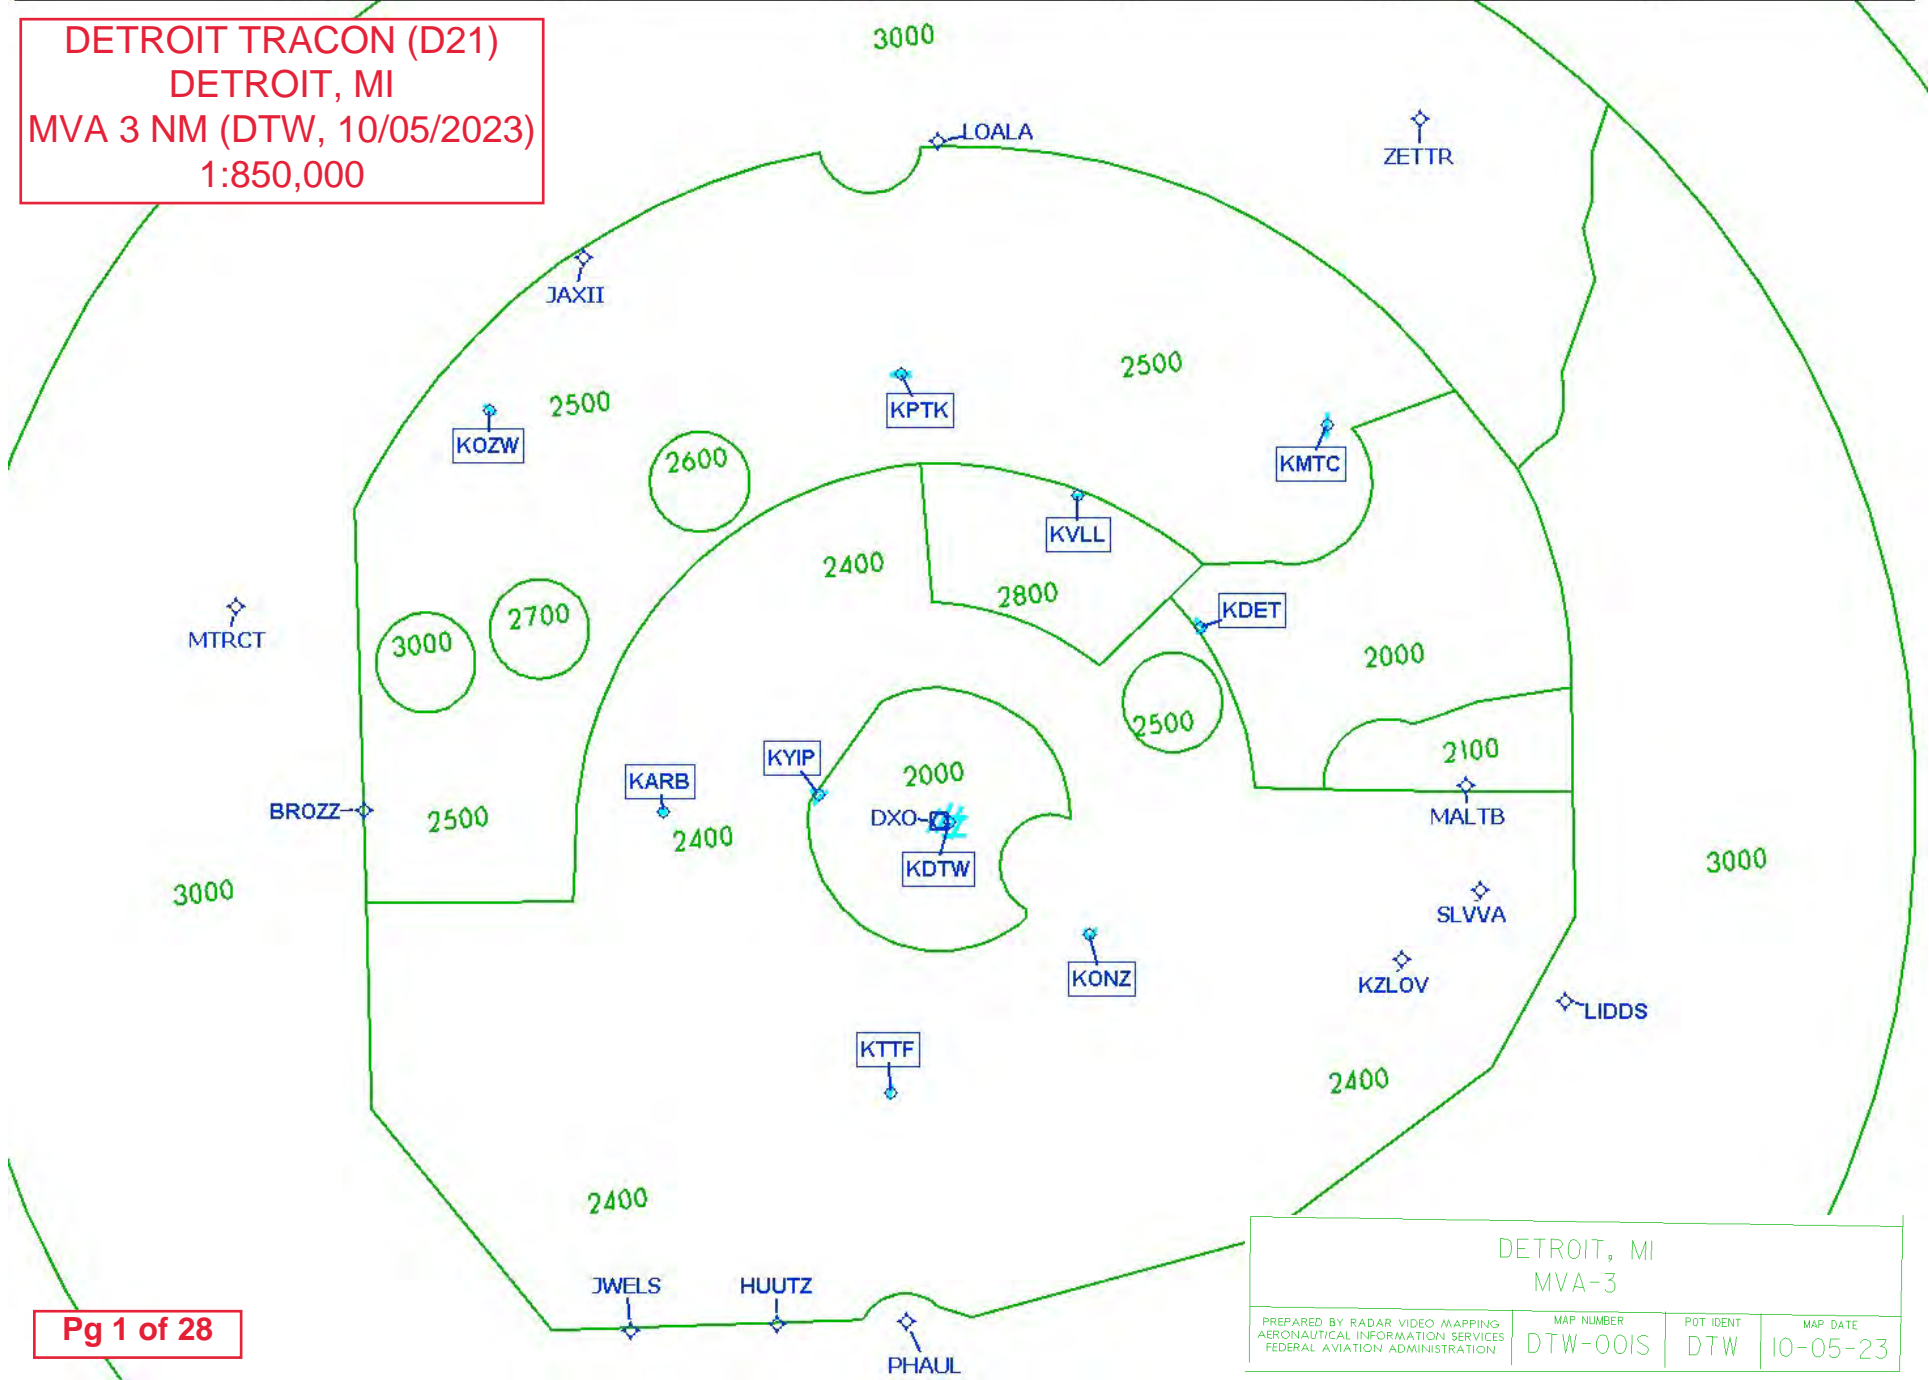 DETROIT TRACON (D21)
DETROIT, MI
MVA 3 NM (DTW, 10/05/2023)
1:850,000
3000
LOALA
ZETTR
JAXII
2500
2500
KPTK
KOZW
2600
KMTC
KVLL
2400
2800
KDET
2700
3000
MTRCT
2000
2500
2100
KYIP
KARB
2000
BROZZ
2500
2400
DXO
MALTB
KDTW
3000
3000
SLVVA
KONZ
KZLOV
LIDDS
KTTF
2400
2400
JWELS
HUUTZ
PHAUL
Pg 1 of 28
DETROIT, MI
MVA-3
PREPARED BY RADAR VIDEO MAPPING
AERONAUTICAL INFORMATION SERVICES
FEDERAL AVIATION ADMINISTRATION
MAP NUMBER
DTW-001S
POT IDENT
DTW
MAP DATE
10-05-23